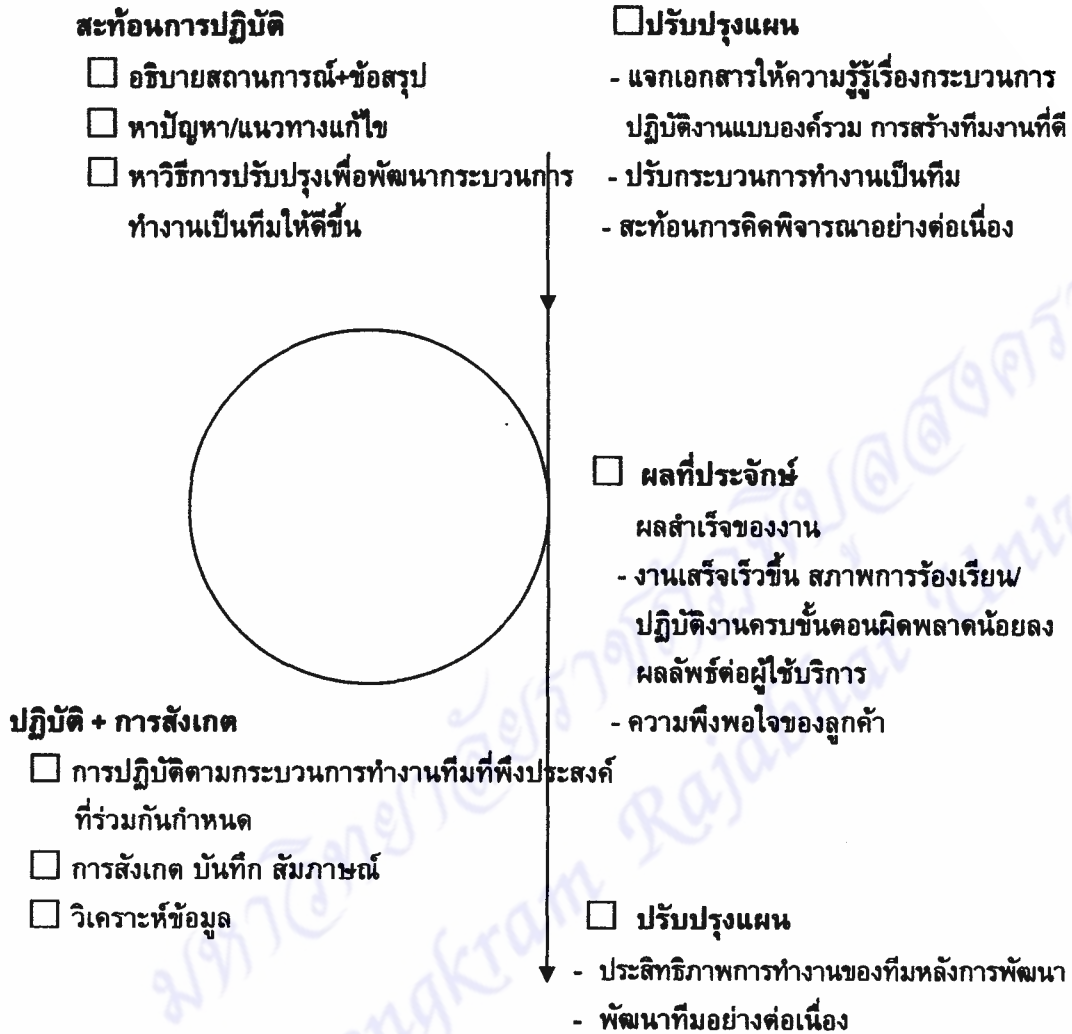 สะท้อนการปฏิบัติ
อธิบายสถานการณ์+ข้อสรุป
หาปัญหา/แนวทางแก้ไข
หาวิธีการปรับปรุงเพื่อพัฒนากระบวนการ
ทำงานเป็นทีมให้ดีขึ้น
ปรับปรุงแผน
- แจกเอกสารให้ความรู้รู้เรื่องกระบวนการ
ปฏิบัติงานแบบองค์รวม การสร้างทีมงานที่ดี
- ปรับกระบวนการทำงานเป็นทีม
- สะท้อนการคิดพิจารณาอย่างต่อเนื่อง
ผลที่ประจักษ์
ผลสำเร็จของงาน
- งานเสร็จเร็วขึ้น สภาพการร้องเรียน/
ปฏิบัติงานครบขั้นตอนผิดพลาดน้อยลง
ผลลัพธ์ต่อผู้ใช้บริการ
- ความพึงพอใจของลูกค้า
ปฏิบัติ + การสังเกต
การปฏิบัติตามกระบวนการทำงานทีมที่พึงประสงค์
ที่ร่วมกันกำหนด
การสังเกต บันทึก สัมภาษณ์
วิเคราะห์ข้อมูล
ปรับปรุงแผน
- ประสิทธิภาพการทำงานของทีมหลังการพัฒนา
- พัฒนาทีมอย่างต่อเนื่อง